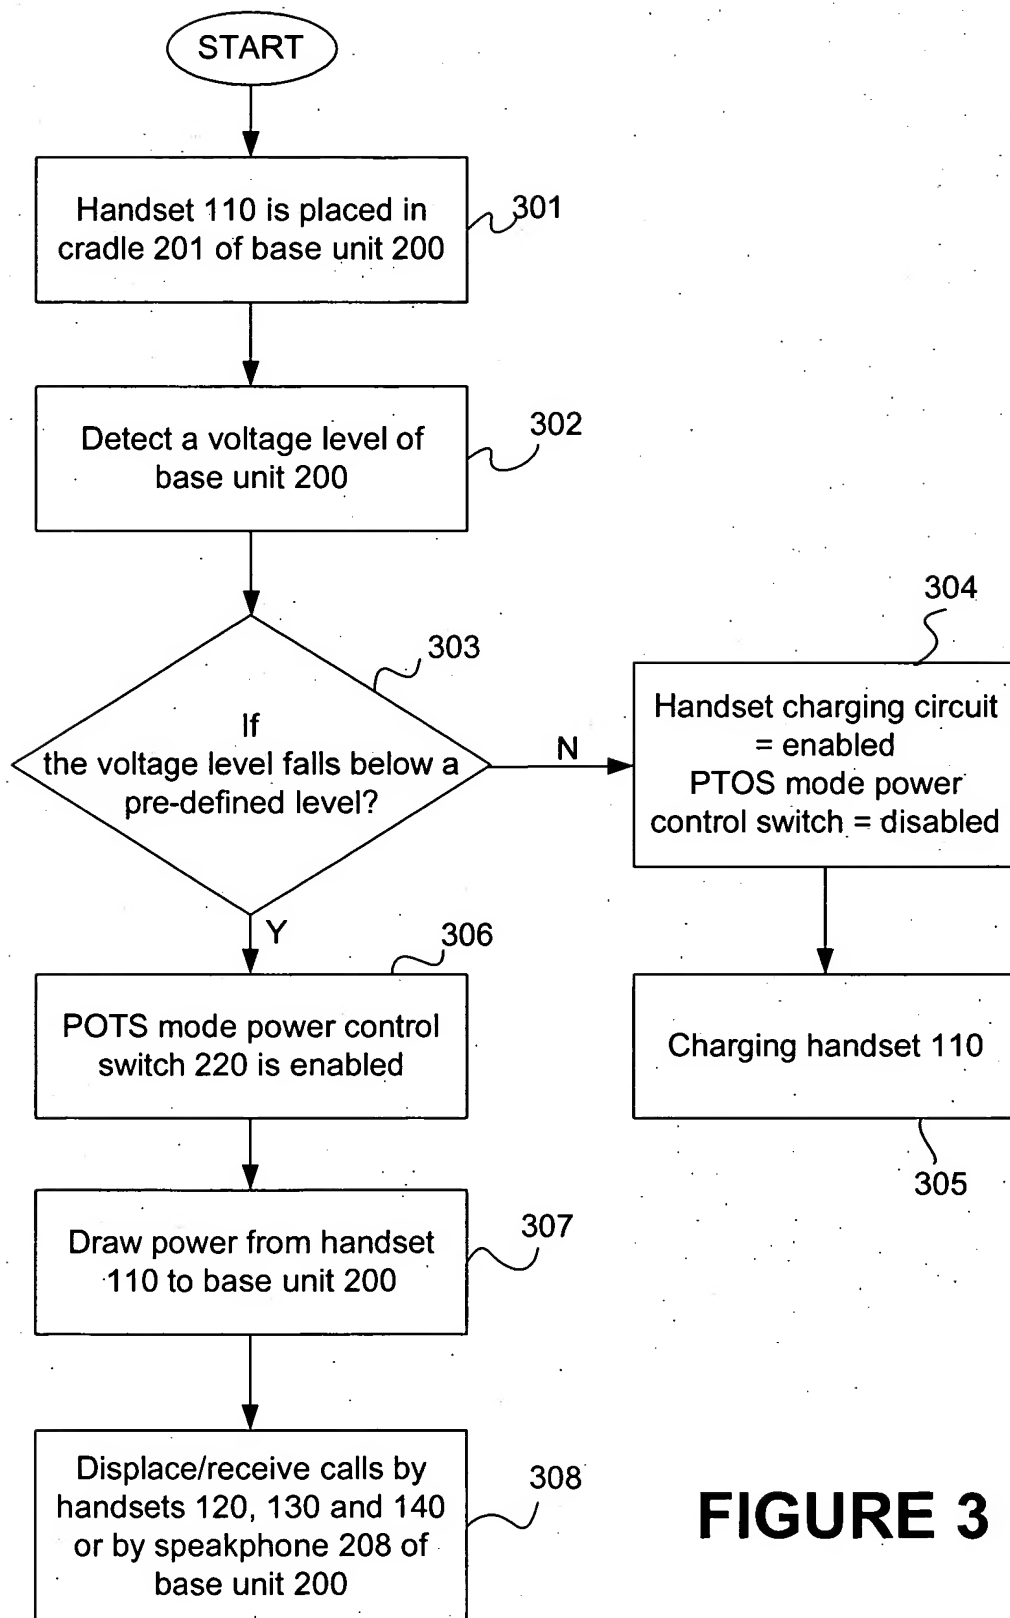 START
Handset 110 is placed in
cradle 201 of base unit 200
301
Detect a voltage level of
base unit 200
302
303
If
the voltage level falls below a
pre-defined level?
N
304
Handset charging circuit
= enabled
PTOS mode power
control switch = disabled
Y
306
POTS mode power control
switch 220 is enabled
Charging handset 110
305
Draw power from handset
110 to base unit 200
307
Displace/receive calls by
handsets 120, 130 and 140
or by speakphone 208 of
base unit 200
308
FIGURE 3